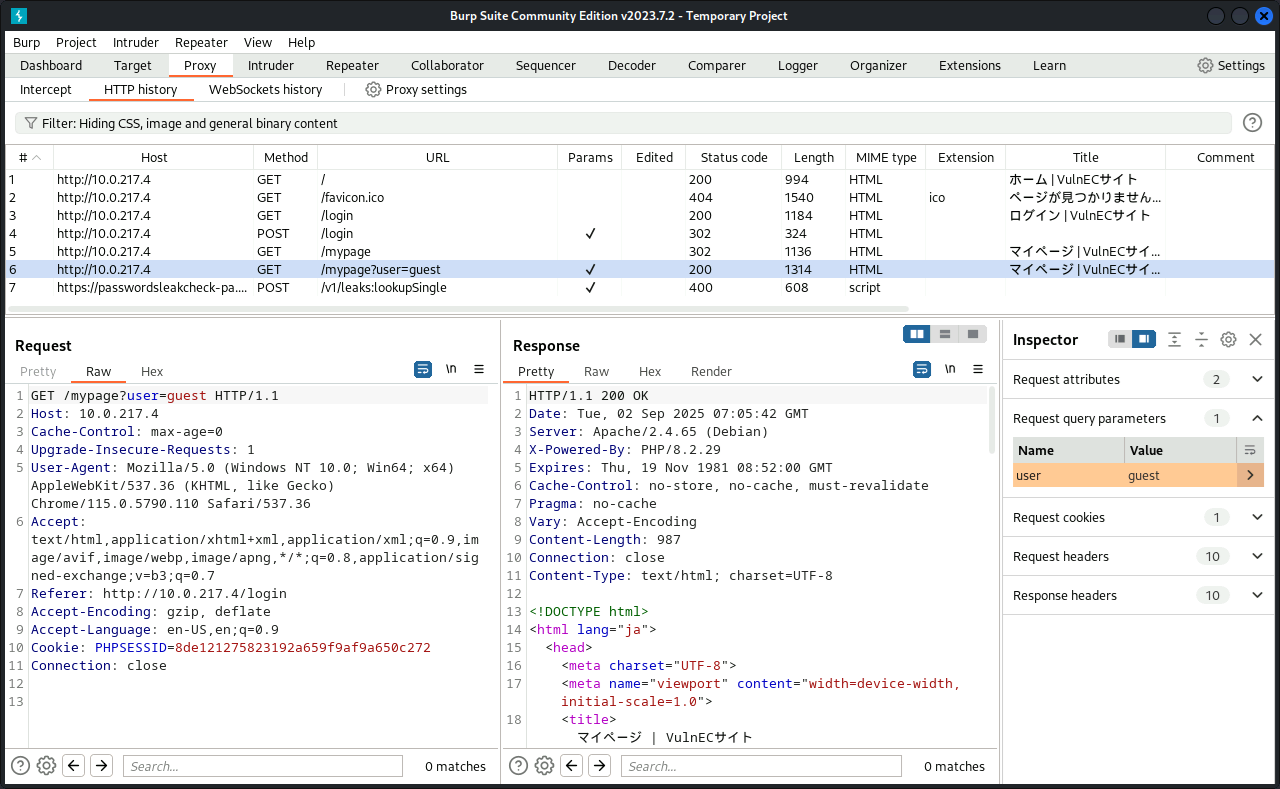 Burp Suite Community Edition v2023.7.2 - Temporary Project
Burp Project Intruder Repeater View Help
Dashboard Target Proxy Intruder Repeater Collaborator Sequencer Decoder Comparer Logger Organizer Extensions Learn Settings
Intercept HTTP history WebSockets history Proxy settings
Filter: Hiding CSS, image and general binary content
# Host Method URL Params Edited Status code Length MIME type Extension Title Comment
1 http://10.0.217.4 GET / 200 994 HTML ホーム | VulnECサイト
2 http://10.0.217.4 GET /favicon.ico 404 1540 HTML ico ページが見つかりません...
3 http://10.0.217.4 GET /login 200 1184 HTML ログイン | VulnECサイト
4 http://10.0.217.4 POST /login ✓ 302 324 HTML
5 http://10.0.217.4 GET /mypage 302 1136 HTML マイページ | VulnECサイ...
6 http://10.0.217.4 GET /mypage?user=guest ✓ 200 1314 HTML マイページ | VulnECサイ...
7 https://passwordsleakcheck-pa.... POST /v1/leaks:lookupSingle ✓ 400 608 script
Request
Pretty Raw Hex \n
1 GET /mypage?user=guest HTTP/1.1
2 Host: 10.0.217.4
3 Cache-Control: max-age=0
4 Upgrade-Insecure-Requests: 1
5 User-Agent: Mozilla/5.0 (Windows NT 10.0; Win64; x64)
AppleWebKit/537.36 (KHTML, like Gecko)
Chrome/115.0.5790.110 Safari/537.36
6 Accept:
text/html,application/xhtml+xml,application/xml;q=0.9,im
age/avif,image/webp,image/apng,*/*;q=0.8,application/sig
ned-exchange;v=b3;q=0.7
7 Referer: http://10.0.217.4/login
8 Accept-Encoding: gzip, deflate
9 Accept-Language: en-US,en;q=0.9
10 Cookie: PHPSESSID=8de121275823192a659f9af9a650c272
11 Connection: close
12
13
Search...
0 matches
Response
Pretty Raw Hex Render \n
1 HTTP/1.1 200 OK
2 Date: Tue, 02 Sep 2025 07:05:42 GMT
3 Server: Apache/2.4.65 (Debian)
4 X-Powered-By: PHP/8.2.29
5 Expires: Thu, 19 Nov 1981 08:52:00 GMT
6 Cache-Control: no-store, no-cache, must-revalidate
7 Pragma: no-cache
8 Vary: Accept-Encoding
9 Content-Length: 987
10 Connection: close
11 Content-Type: text/html; charset=UTF-8
12
13 <!DOCTYPE html>
14 <html lang="ja">
15 <head>
16 <meta charset="UTF-8">
17 <meta name="viewport" content="width=device-width,
initial-scale=1.0">
18 <title>
マイページ | VulnECサイト
Search...
0 matches
Inspector
Request attributes 2
Request query parameters 1
Name Value
user guest
Request cookies 1
Request headers 10
Response headers 10